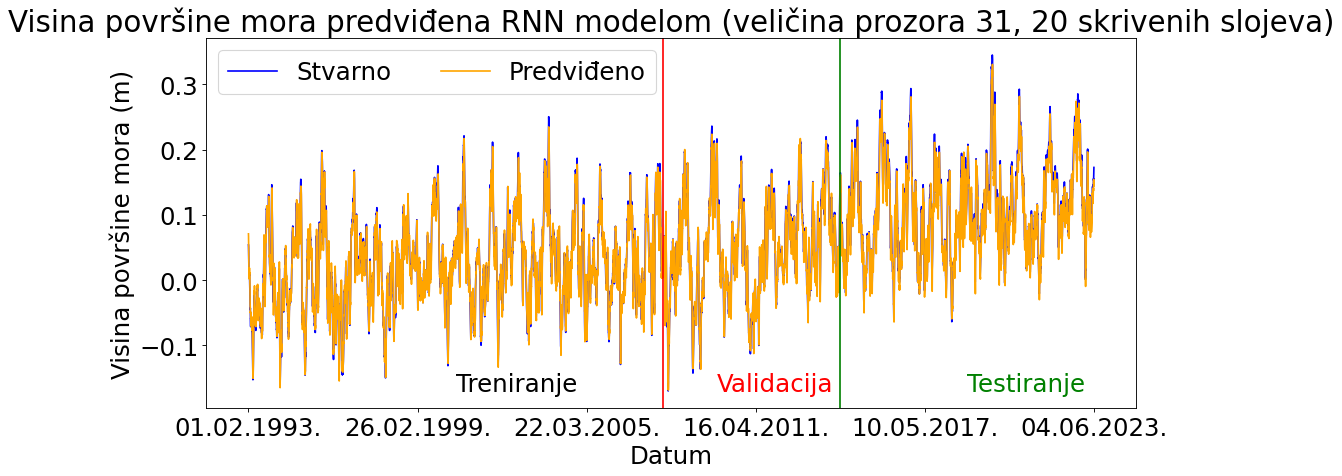 Visina površine mora predviđena RNN modelom (veličina prozora 31, 20 skrivenih slojeva)
Stvarno Predviđeno
Visina površine mora (m)
0.3
0.2
0.1
0.0
−0.1
Treniranje Validacija Testiranje
01.02.1993. 26.02.1999. 22.03.2005. 16.04.2011. 10.05.2017. 04.06.2023.
Datum